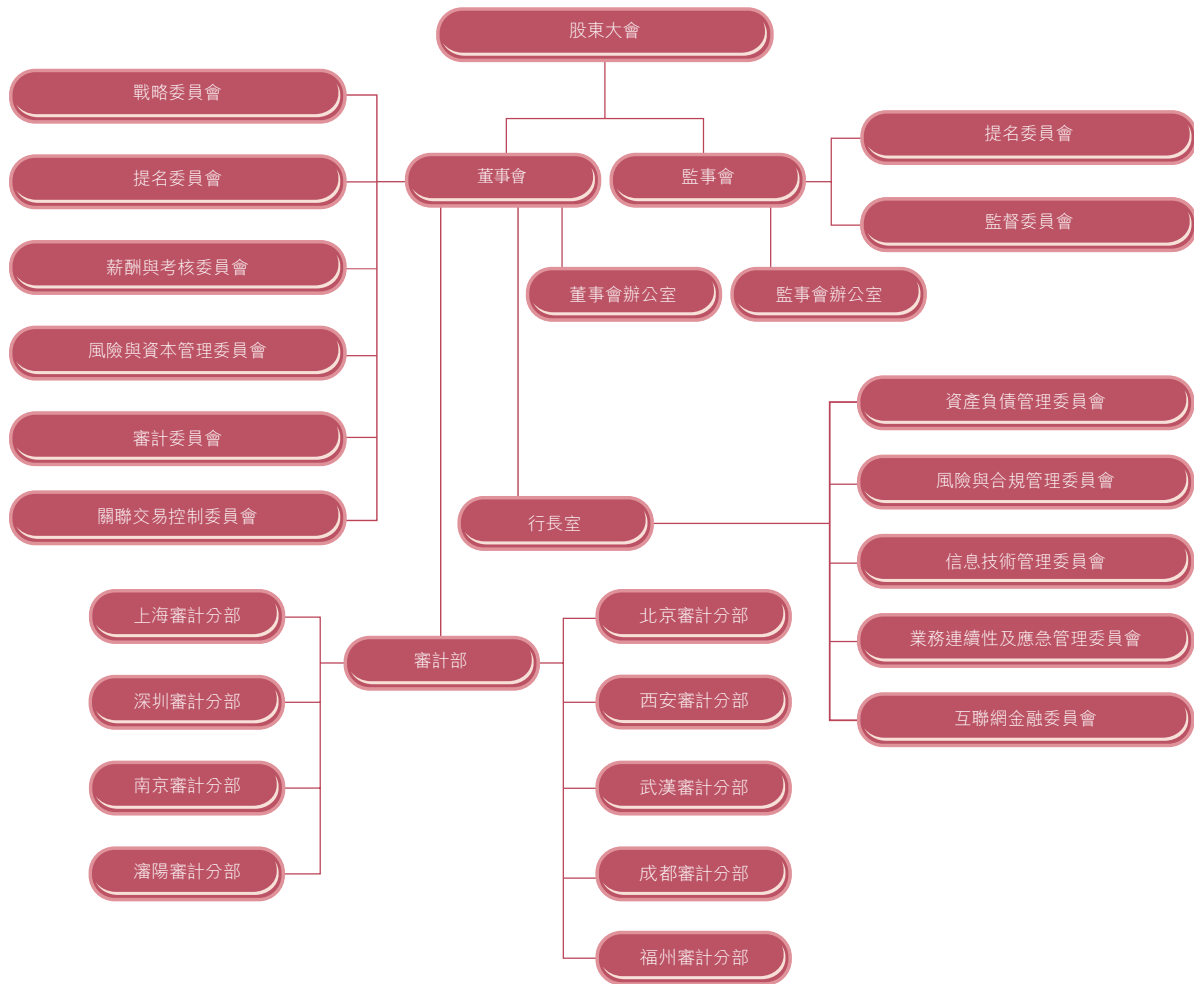 股東大會
戰略委員會
提名委員會
薪酬與考核委員會
風險與資本管理委員會
審計委員會
關聯交易控制委員會
董事會
監事會
提名委員會
監督委員會
董事會辦公室
監事會辦公室
行長室
資產負債管理委員會
風險與合規管理委員會
信息技術管理委員會
業務連續性及應急管理委員會
互聯網金融委員會
審計部
上海審計分部
深圳審計分部
南京審計分部
瀋陽審計分部
北京審計分部
西安審計分部
武漢審計分部
成都審計分部
福州審計分部